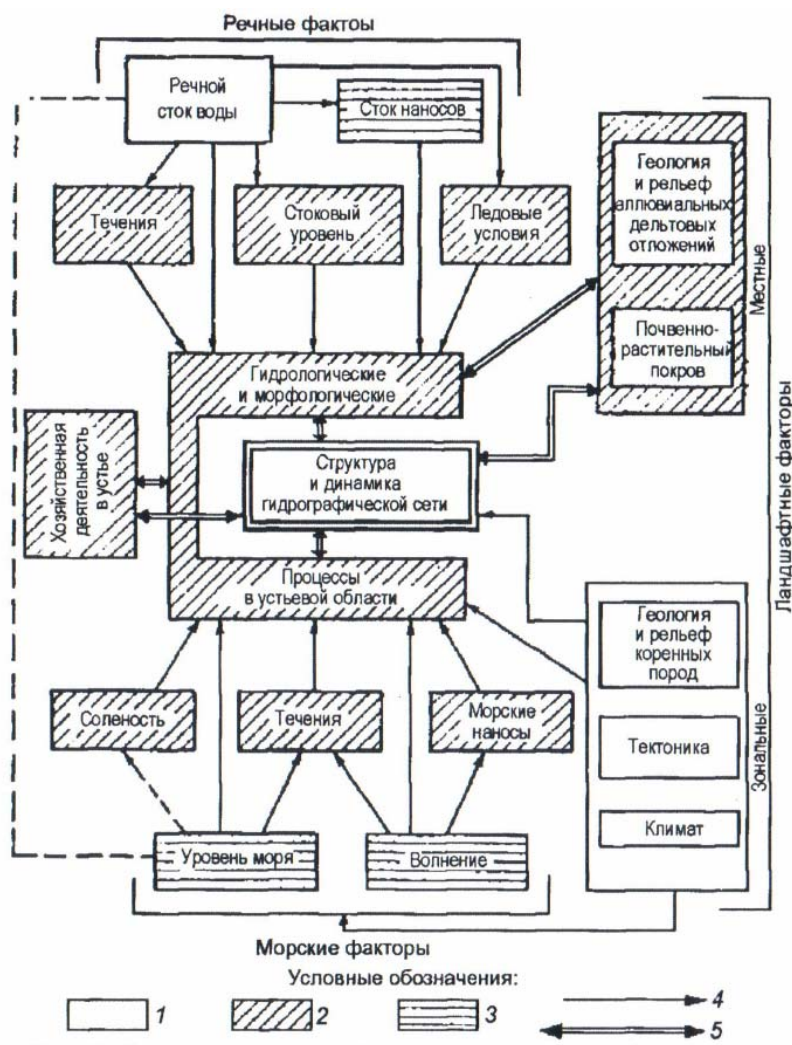 Речные фактоы
Речной
сток воды
Сток наносов
Течения
Стоковый
уровень
Ледовые
условия
Геология
и рельеф
аллювиальных
дельтовых
отложений
Почвенно-
растительный
покров
Местные
Ландшафтные факторы
Гидрологические
и морфологические
Хозяйственная
деятельность
в устье
Структура
и динамика
гидрографической сети
Процессы
в устьевой области
Геология
и рельеф
коренных
пород
Тектоника
Климат
Зональные
Соленость
Течения
Морские
наносы
Уровень моря
Волнение
Морские факторы
Условные обозначения:
1
2
3
4
5